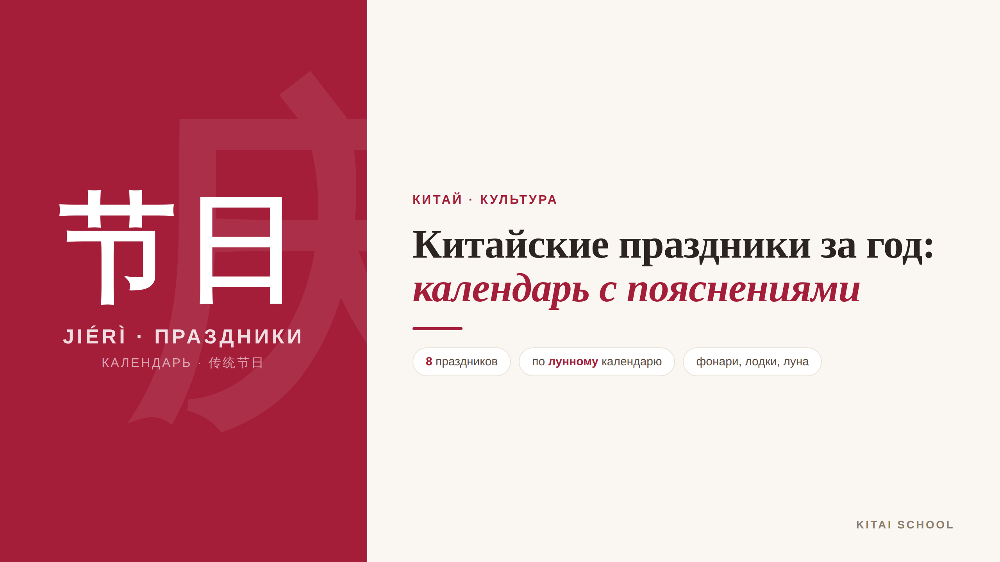 节日
JIÉRÌ · ПРАЗДНИКИ
КАЛЕНДАРЬ · 传统节日
庆
КИТАЙ · КУЛЬТУРА
Китайские праздники за год:
календарь с пояснениями
8 праздников
по лунному календарю
фонари, лодки, луна
KITAI SCHOOL